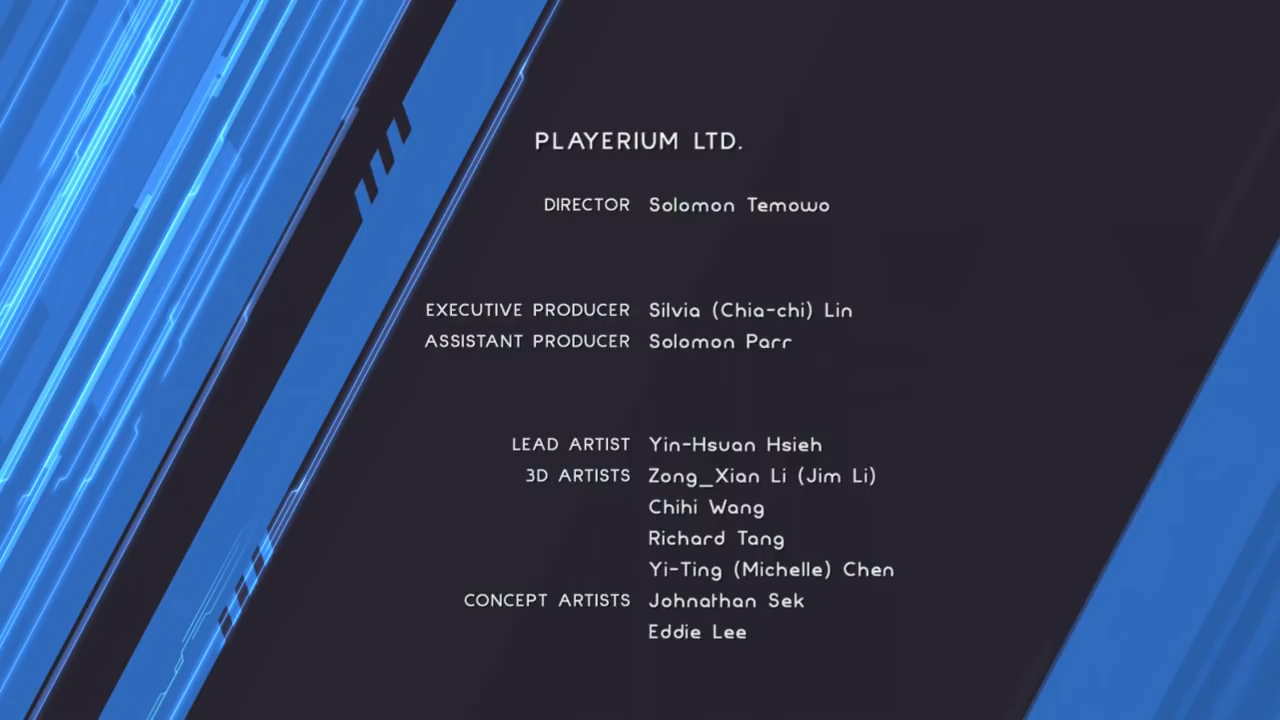 PLAYERIUM LTD.
DIRECTOR Solomon Temowo
EXECUTIVE PRODUCER Silvia (Chia-chi) Lin
ASSISTANT PRODUCER Solomon Parr
LEAD ARTIST Yin-Hsuan Hsieh
3D ARTISTS Zong_Xian Li (Jim Li)
Chihi Wang
Richard Tang
Yi-Ting (Michelle) Chen
CONCEPT ARTISTS Johnathan Sek
Eddie Lee